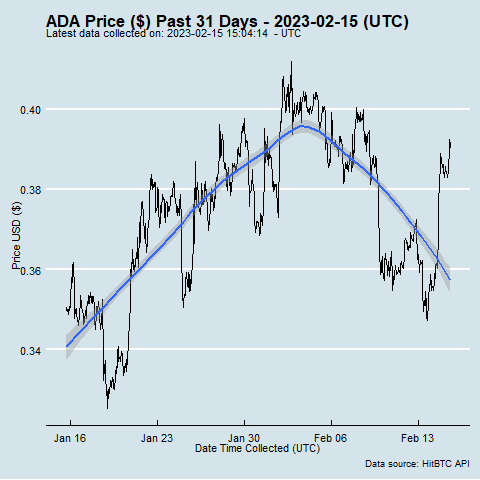 ADA Price ($) Past 31 Days - 2023-02-15 (UTC)
Latest data collected on: 2023-02-15 15:04:14 - UTC
Price USD ($)
0.40
0.38
0.36
0.34
Jan 16
Jan 23
Jan 30
Feb 06
Feb 13
Date Time Collected (UTC)
Data source: HitBTC API